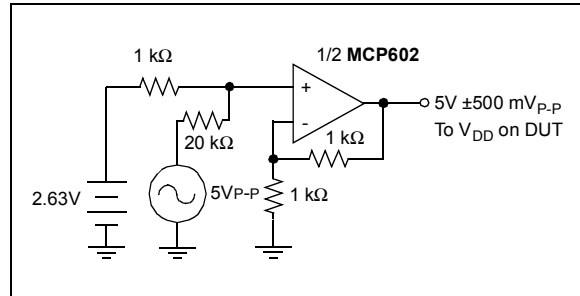 1 kΩ
1/2 MCP602
+
-
5V ±500 mVP-P
To VDD on DUT
20 kΩ
1 kΩ
2.63V
5VP-P
1 kΩ